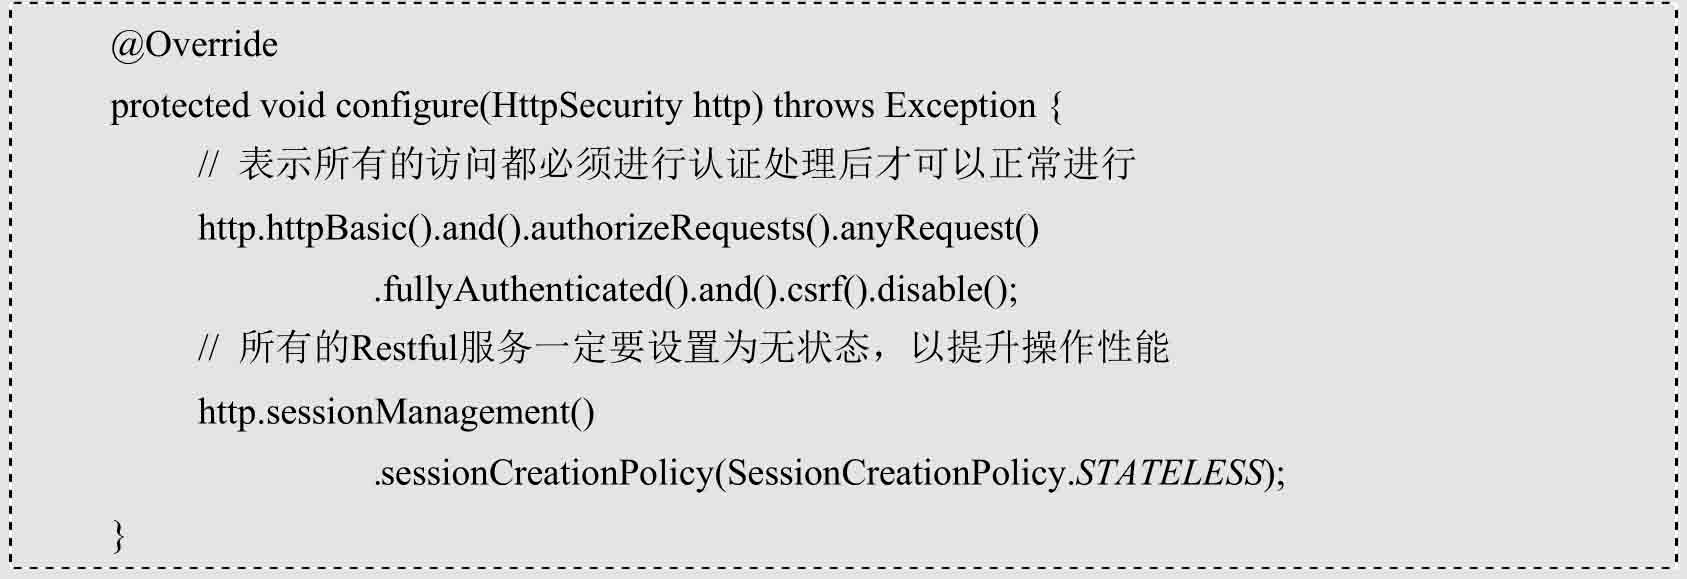 @Override
protected void configure(HttpSecurity http) throws Exception {
// 表示所有的访问都必须进行认证处理后才可以正常进行
http.httpBasic().and().authorizeRequests().anyRequest()
.fullyAuthenticated().and().csrf().disable();
// 所有的Restful服务一定要设置为无状态，以提升操作性能
http.sessionManagement()
.sessionCreationPolicy(SessionCreationPolicy.STATELESS);
}